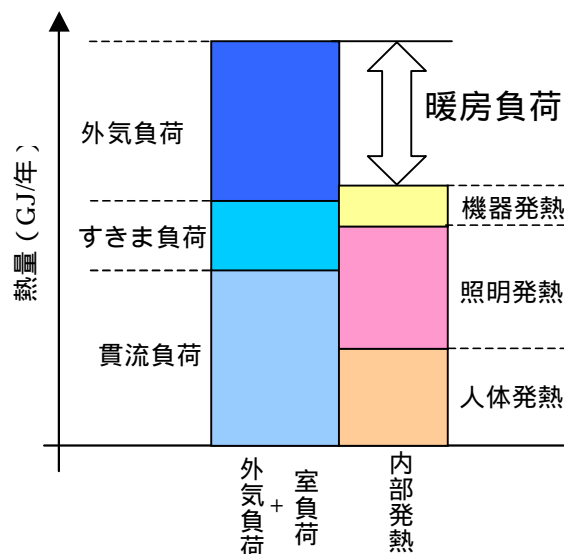 熱量（GJ/年）
外気負荷
すきま負荷
貫流負荷
暖房負荷
機器発熱
照明発熱
人体発熱
外気負荷
+
室負荷
内部発熱